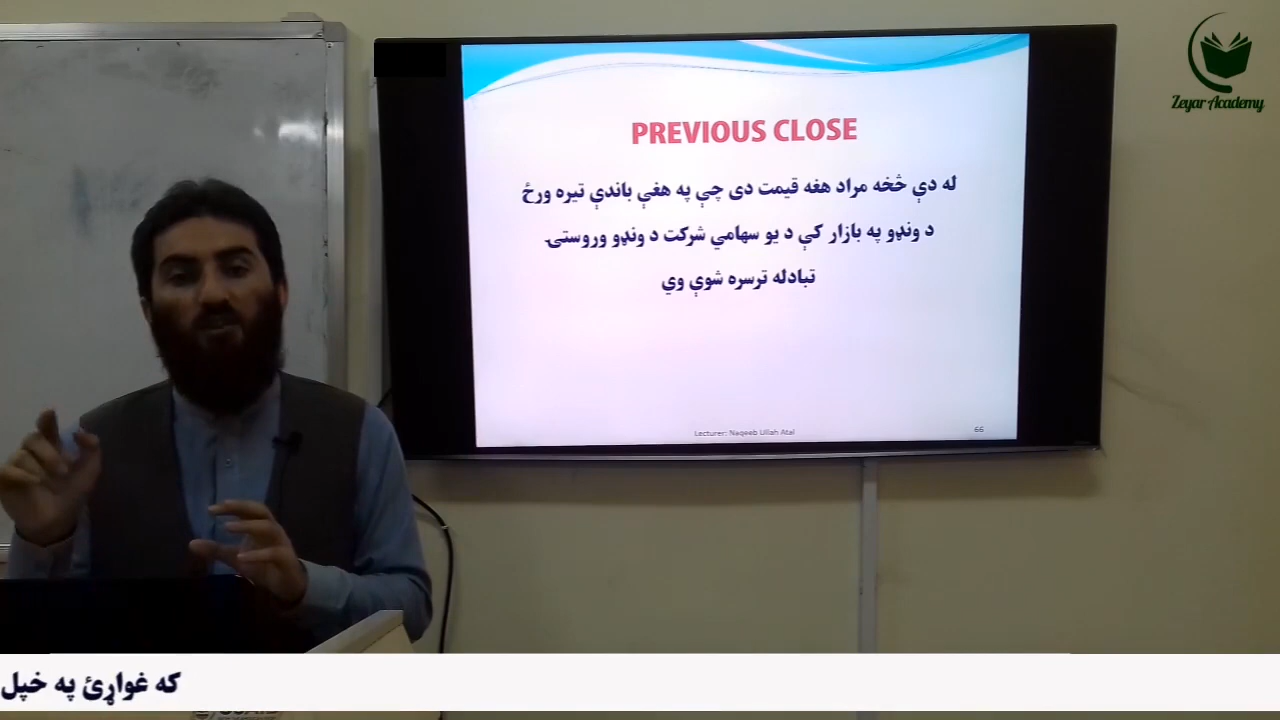 Zeyar Academy
PREVIOUS CLOSE
له دې څخه مراد هغه قیمت دی چې په هغې باندې تیره ورځ
د ونډو په بازار کې د یو سهامي شرکت د ونډو وروستۍ
تبادله ترسره شوې وي
Lecturer: Naqeeb Ullah Atal
66
که غواړئ په خپل